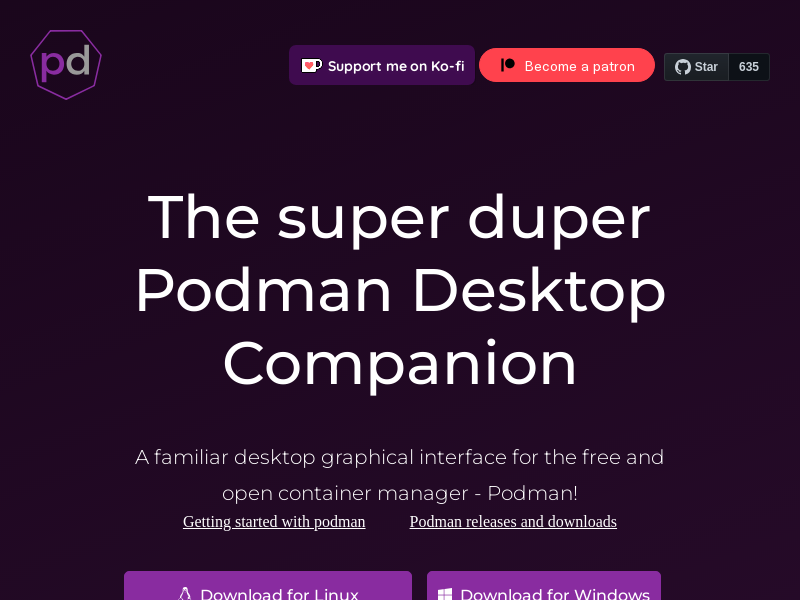 pd
Support me on Ko-fi
Become a patron
Star 635
The super duper
Podman Desktop
Companion
A familiar desktop graphical interface for the free and
open container manager - Podman!
Getting started with podman Podman releases and downloads
Download for Linux Download for Windows